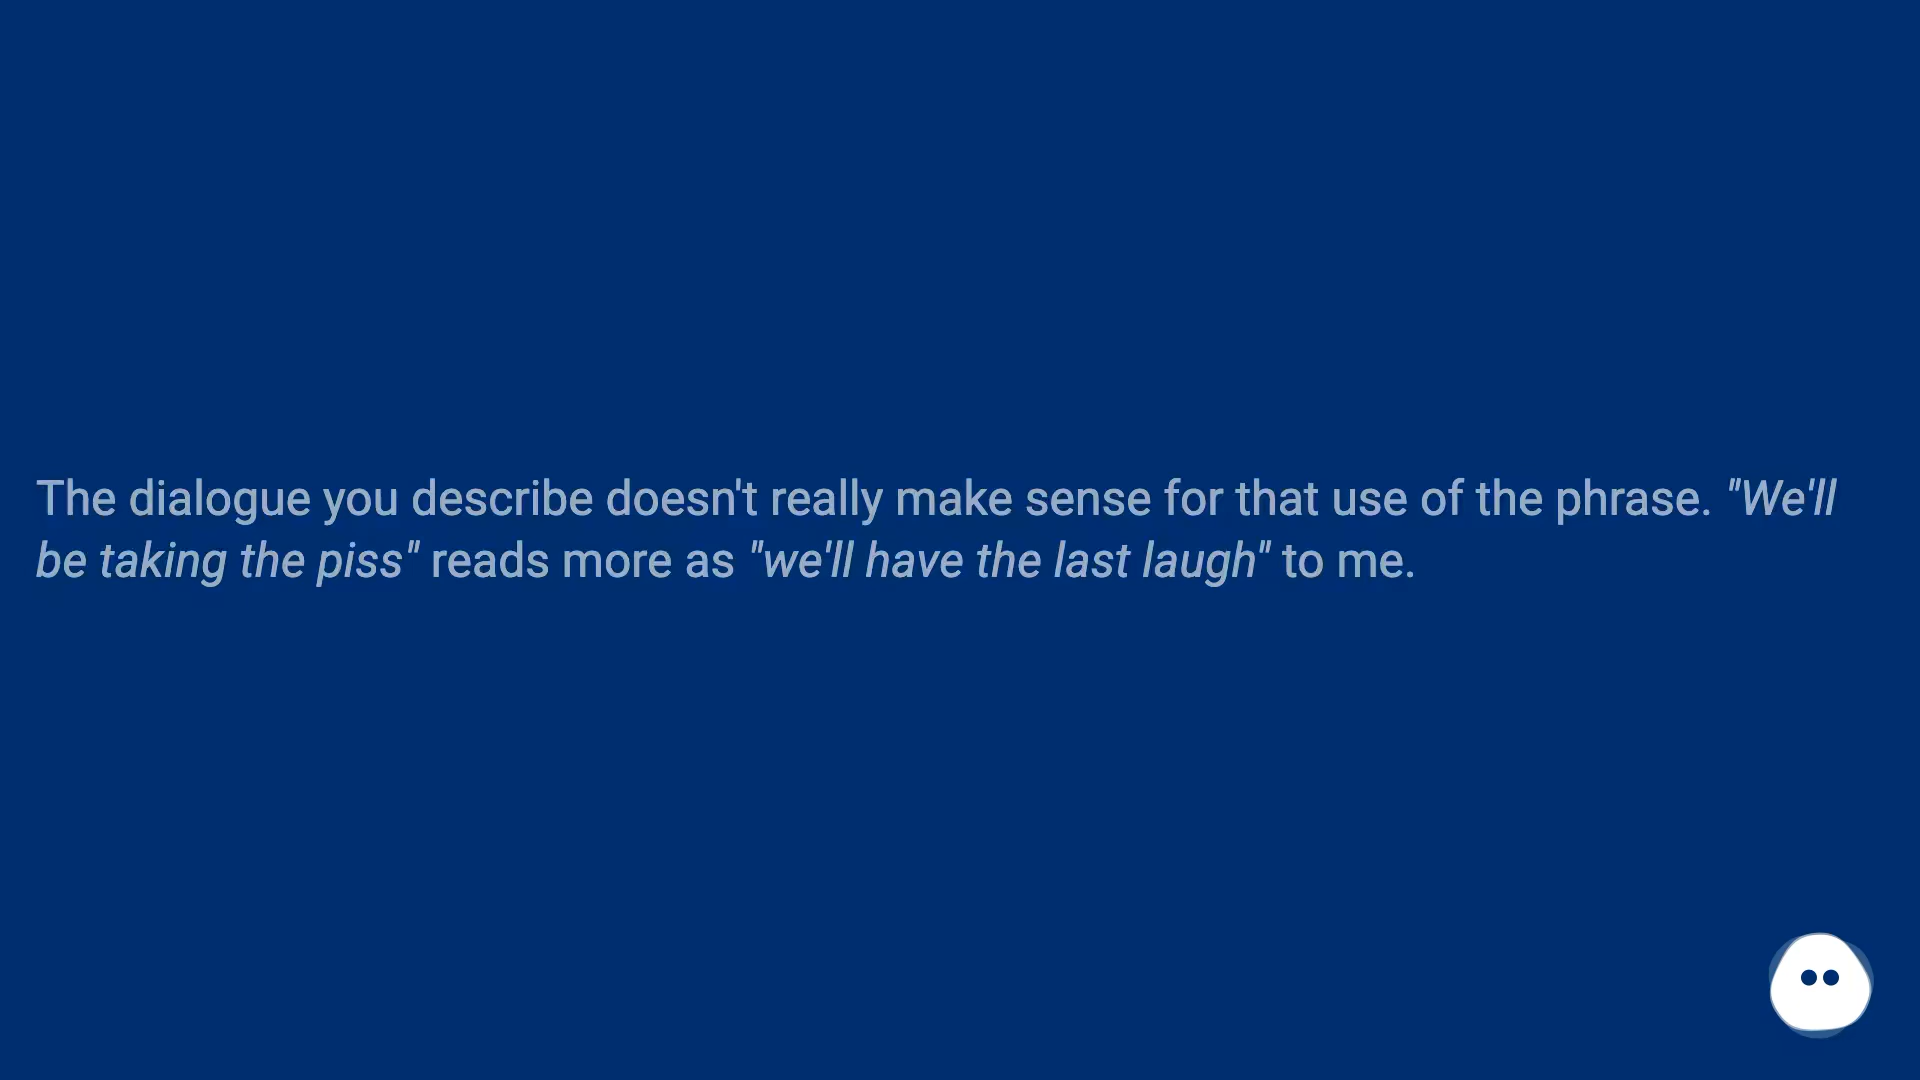 The dialogue you describe doesn't really make sense for that use of the phrase. "We'll
be taking the piss" reads more as "we'll have the last laugh" to me.